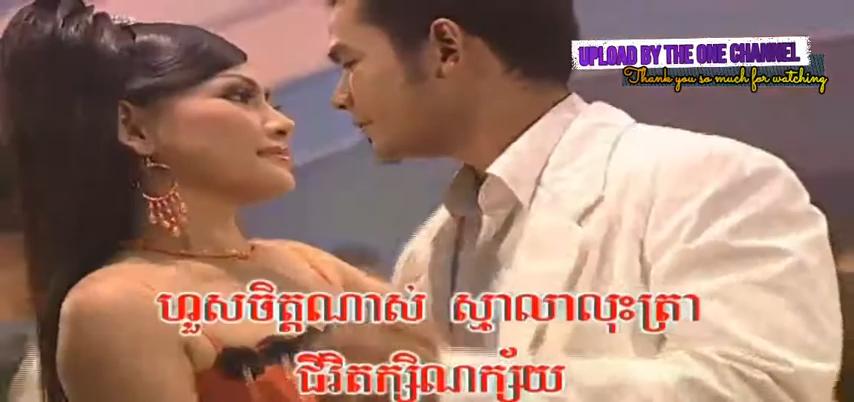 UPLOAD BY THE ONE CHANNEL
Thank you so much for watching
ហួសចិត្តណាស់ ស្មាលាលុះត្រា
ជីវិតក្សិណក្ស័យ